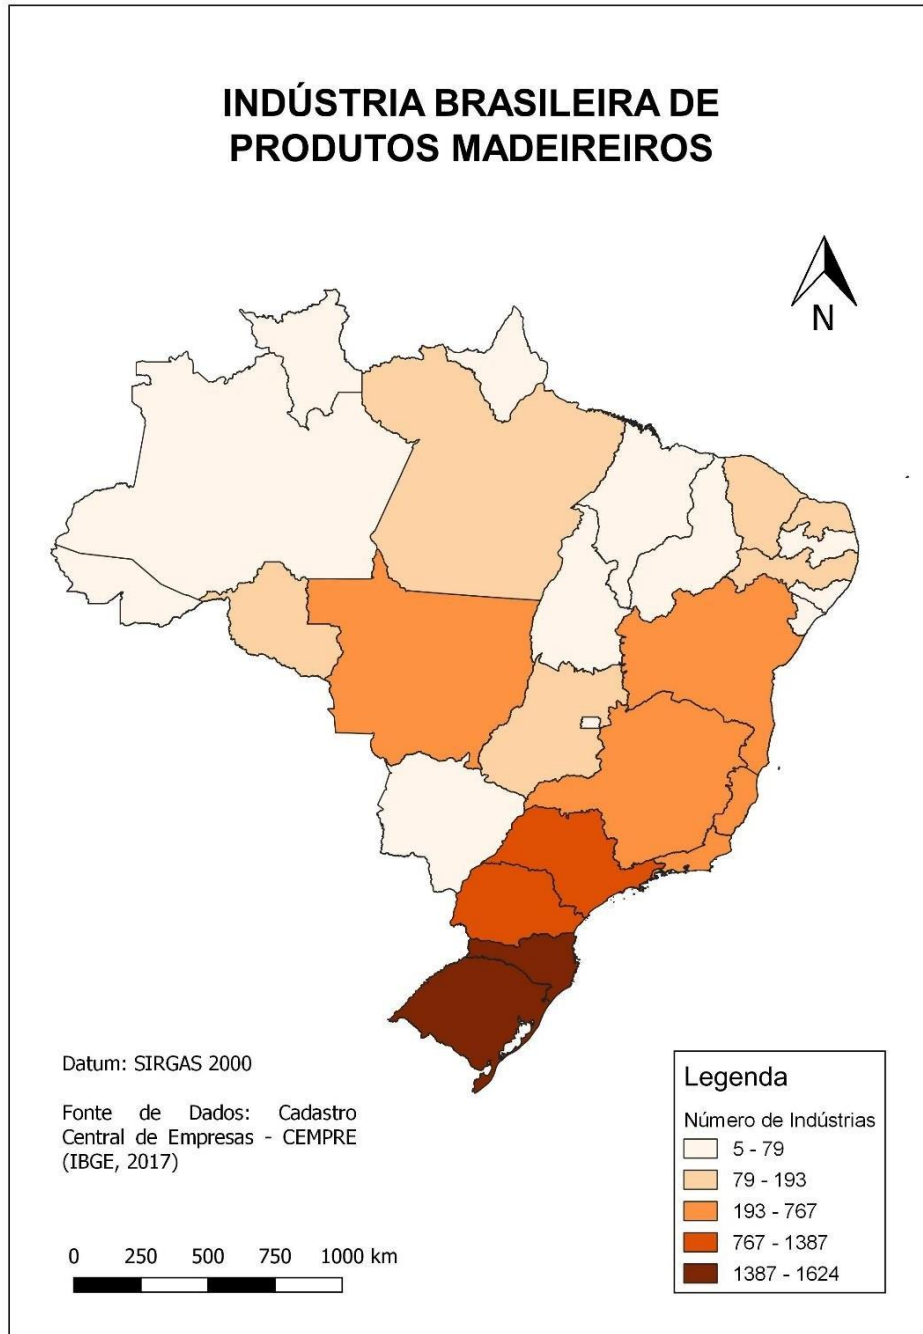 INDÚSTRIA BRASILEIRA DE
PRODUTOS MADEIREIROS
N
Datum: SIRGAS 2000
Fonte de Dados: Cadastro
Central de Empresas - CEMPRE
(IBGE, 2017)
0 250 500 750 1000 km
Legenda
Número de Indústrias
5 - 79
79 - 193
193 - 767
767 - 1387
1387 - 1624